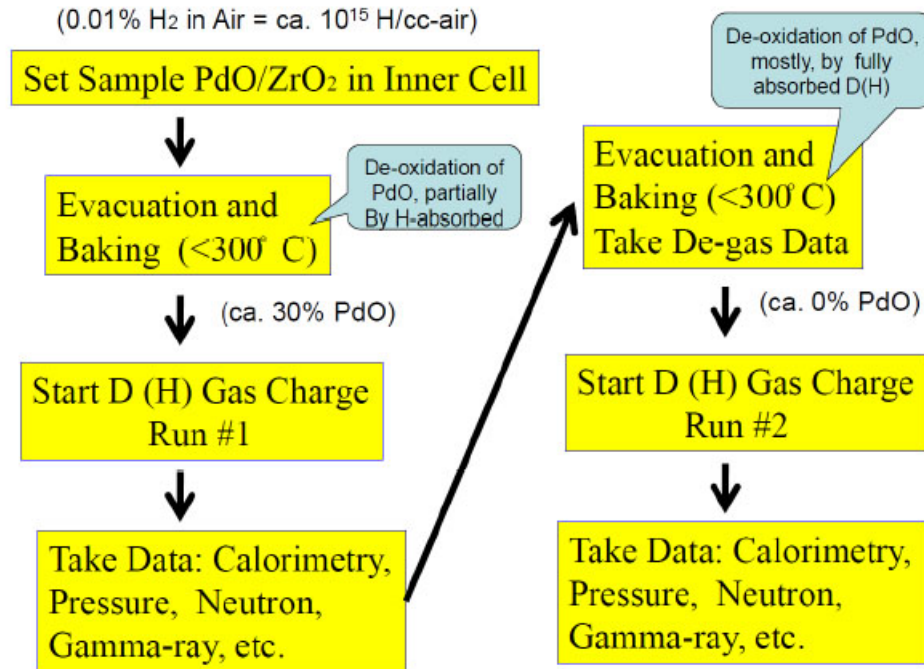 (0.01% H₂ in Air = ca. 10¹⁵ H/cc-air)
Set Sample PdO/ZrO₂ in Inner Cell
Evacuation and
Baking (<300° C)
De-oxidation of
PdO, partially
By H-absorbed
(ca. 30% PdO)
Start D (H) Gas Charge
Run #1
Take Data: Calorimetry,
Pressure, Neutron,
Gamma-ray, etc.
De-oxidation of PdO,
mostly, by fully
absorbed D(H)
Evacuation and
Baking (<300° C)
Take De-gas Data
(ca. 0% PdO)
Start D (H) Gas Charge
Run #2
Take Data: Calorimetry,
Pressure, Neutron,
Gamma-ray, etc.